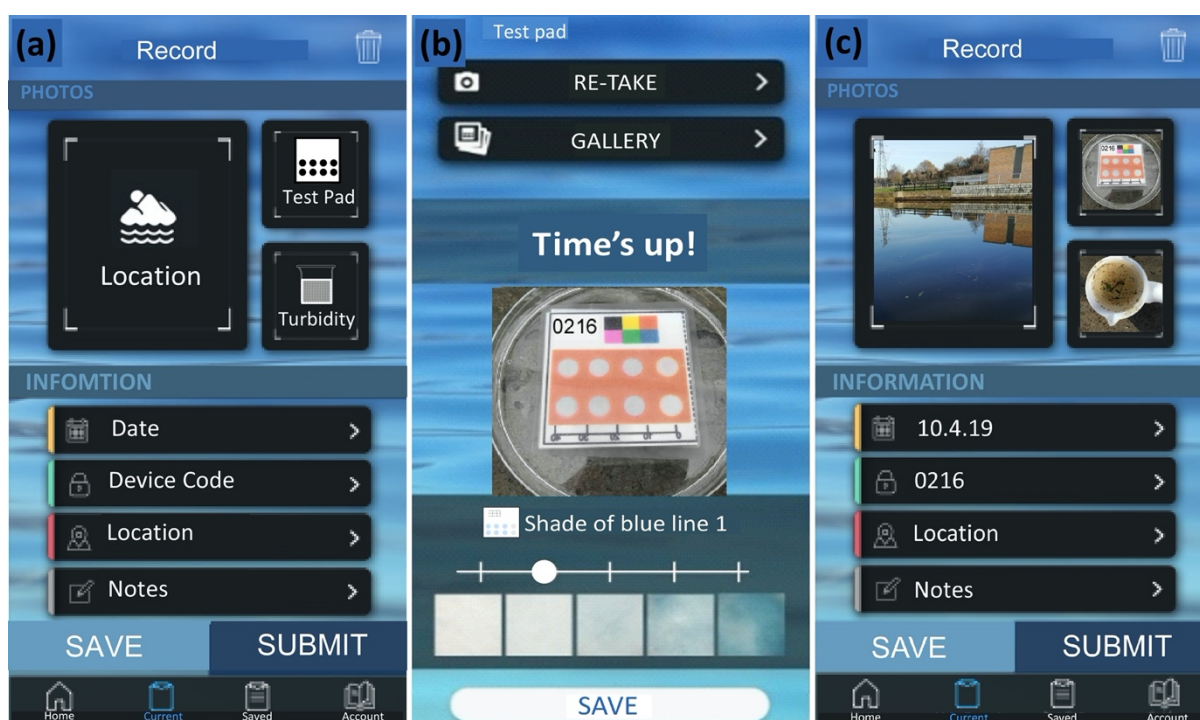 (a)
Record
PHOTOS
Location
Test Pad
Turbidity
INFOMTION
Date
Device Code
Location
Notes
SAVE SUBMIT
Home Current Saved Account
(b)
Test pad
RE-TAKE
GALLERY
Time's up!
0216
Shade of blue line 1
SAVE
(c)
Record
PHOTOS
0216
INFORMATION
10.4.19
0216
Location
Notes
SAVE SUBMIT
Home Current Saved Account